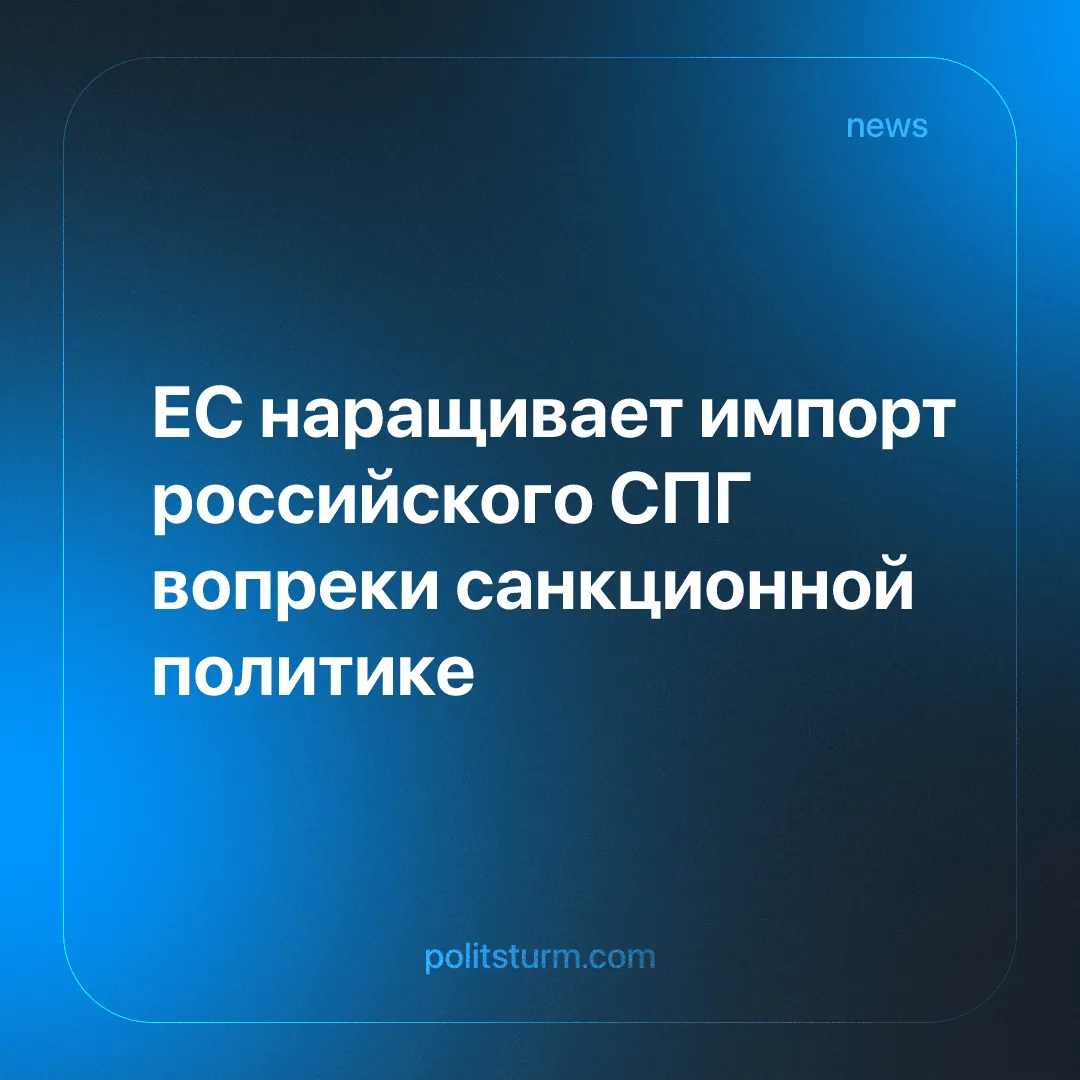 news
ЕС наращивает импорт
российского СПГ
вопреки санкционной
политике
politsturm.com